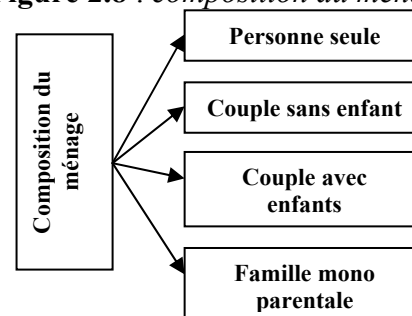 Figure 2.8 : composition du mén
Personne seule
Composition du
ménage
Couple sans enfant
Couple avec
enfants
Famille mono
parentale